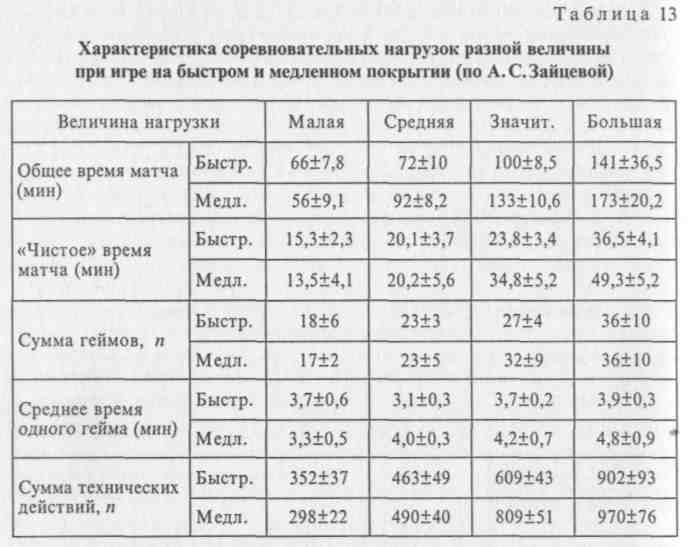 Таблица 13
Характеристика соревновательных нагрузок разной величины
при игре на быстром и медленном покрытии (по А. С. Зайцевой)
Величина нагрузки Малая Средняя Значит. Большая
Общее время матча (мин) Быстр. 66±7,8 72±10 100±8,5 141±36,5
Медл. 56±9,1 92±8,2 133±10,6 173±20,2
«Чистое» время матча (мин) Быстр. 15,3±2,3 20,1±3,7 23,8±3,4 36,5±4,1
Медл. 13,5±4,1 20,2±5,6 34,8±5,2 49,3±5,2
Сумма геймов, n Быстр. 18±6 23±3 27±4 36±10
Медл. 17±2 23±5 32±9 36±10
Среднее время одного гейма (мин) Быстр. 3,7±0,6 3,1±0,3 3,7±0,2 3,9±0,3
Медл. 3,3±0,5 4,0±0,3 4,2±0,7 4,8±0,9
Сумма технических действий, n Быстр. 352±37 463±49 609±43 902±93
Медл. 298±22 490±40 809±51 970±76